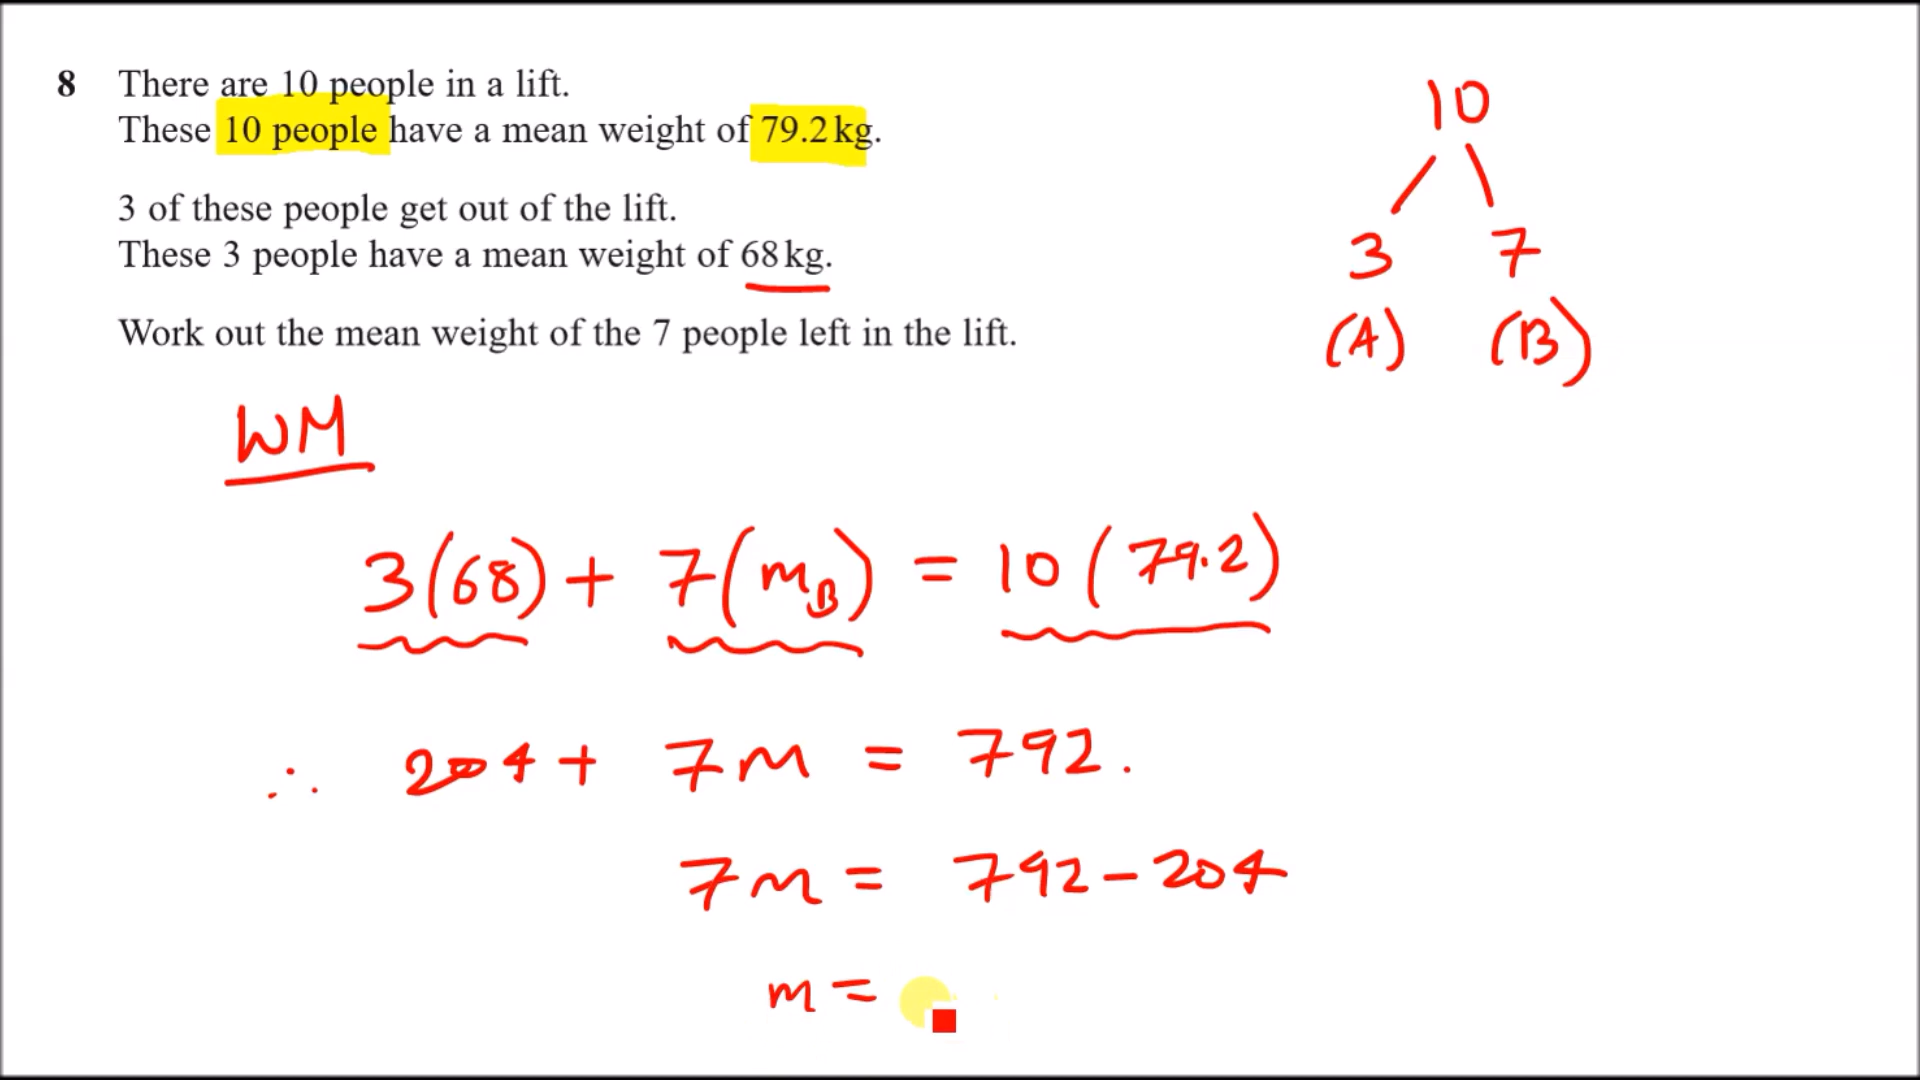 8 There are 10 people in a lift.
These 10 people have a mean weight of 79.2 kg.
3 of these people get out of the lift.
These 3 people have a mean weight of 68 kg.
Work out the mean weight of the 7 people left in the lift.
10
3 7
(A) (B)
WM
3(68) + 7(m_B) = 10(79.2)
∴ 204 + 7m = 792.
7m = 792 - 204
m =